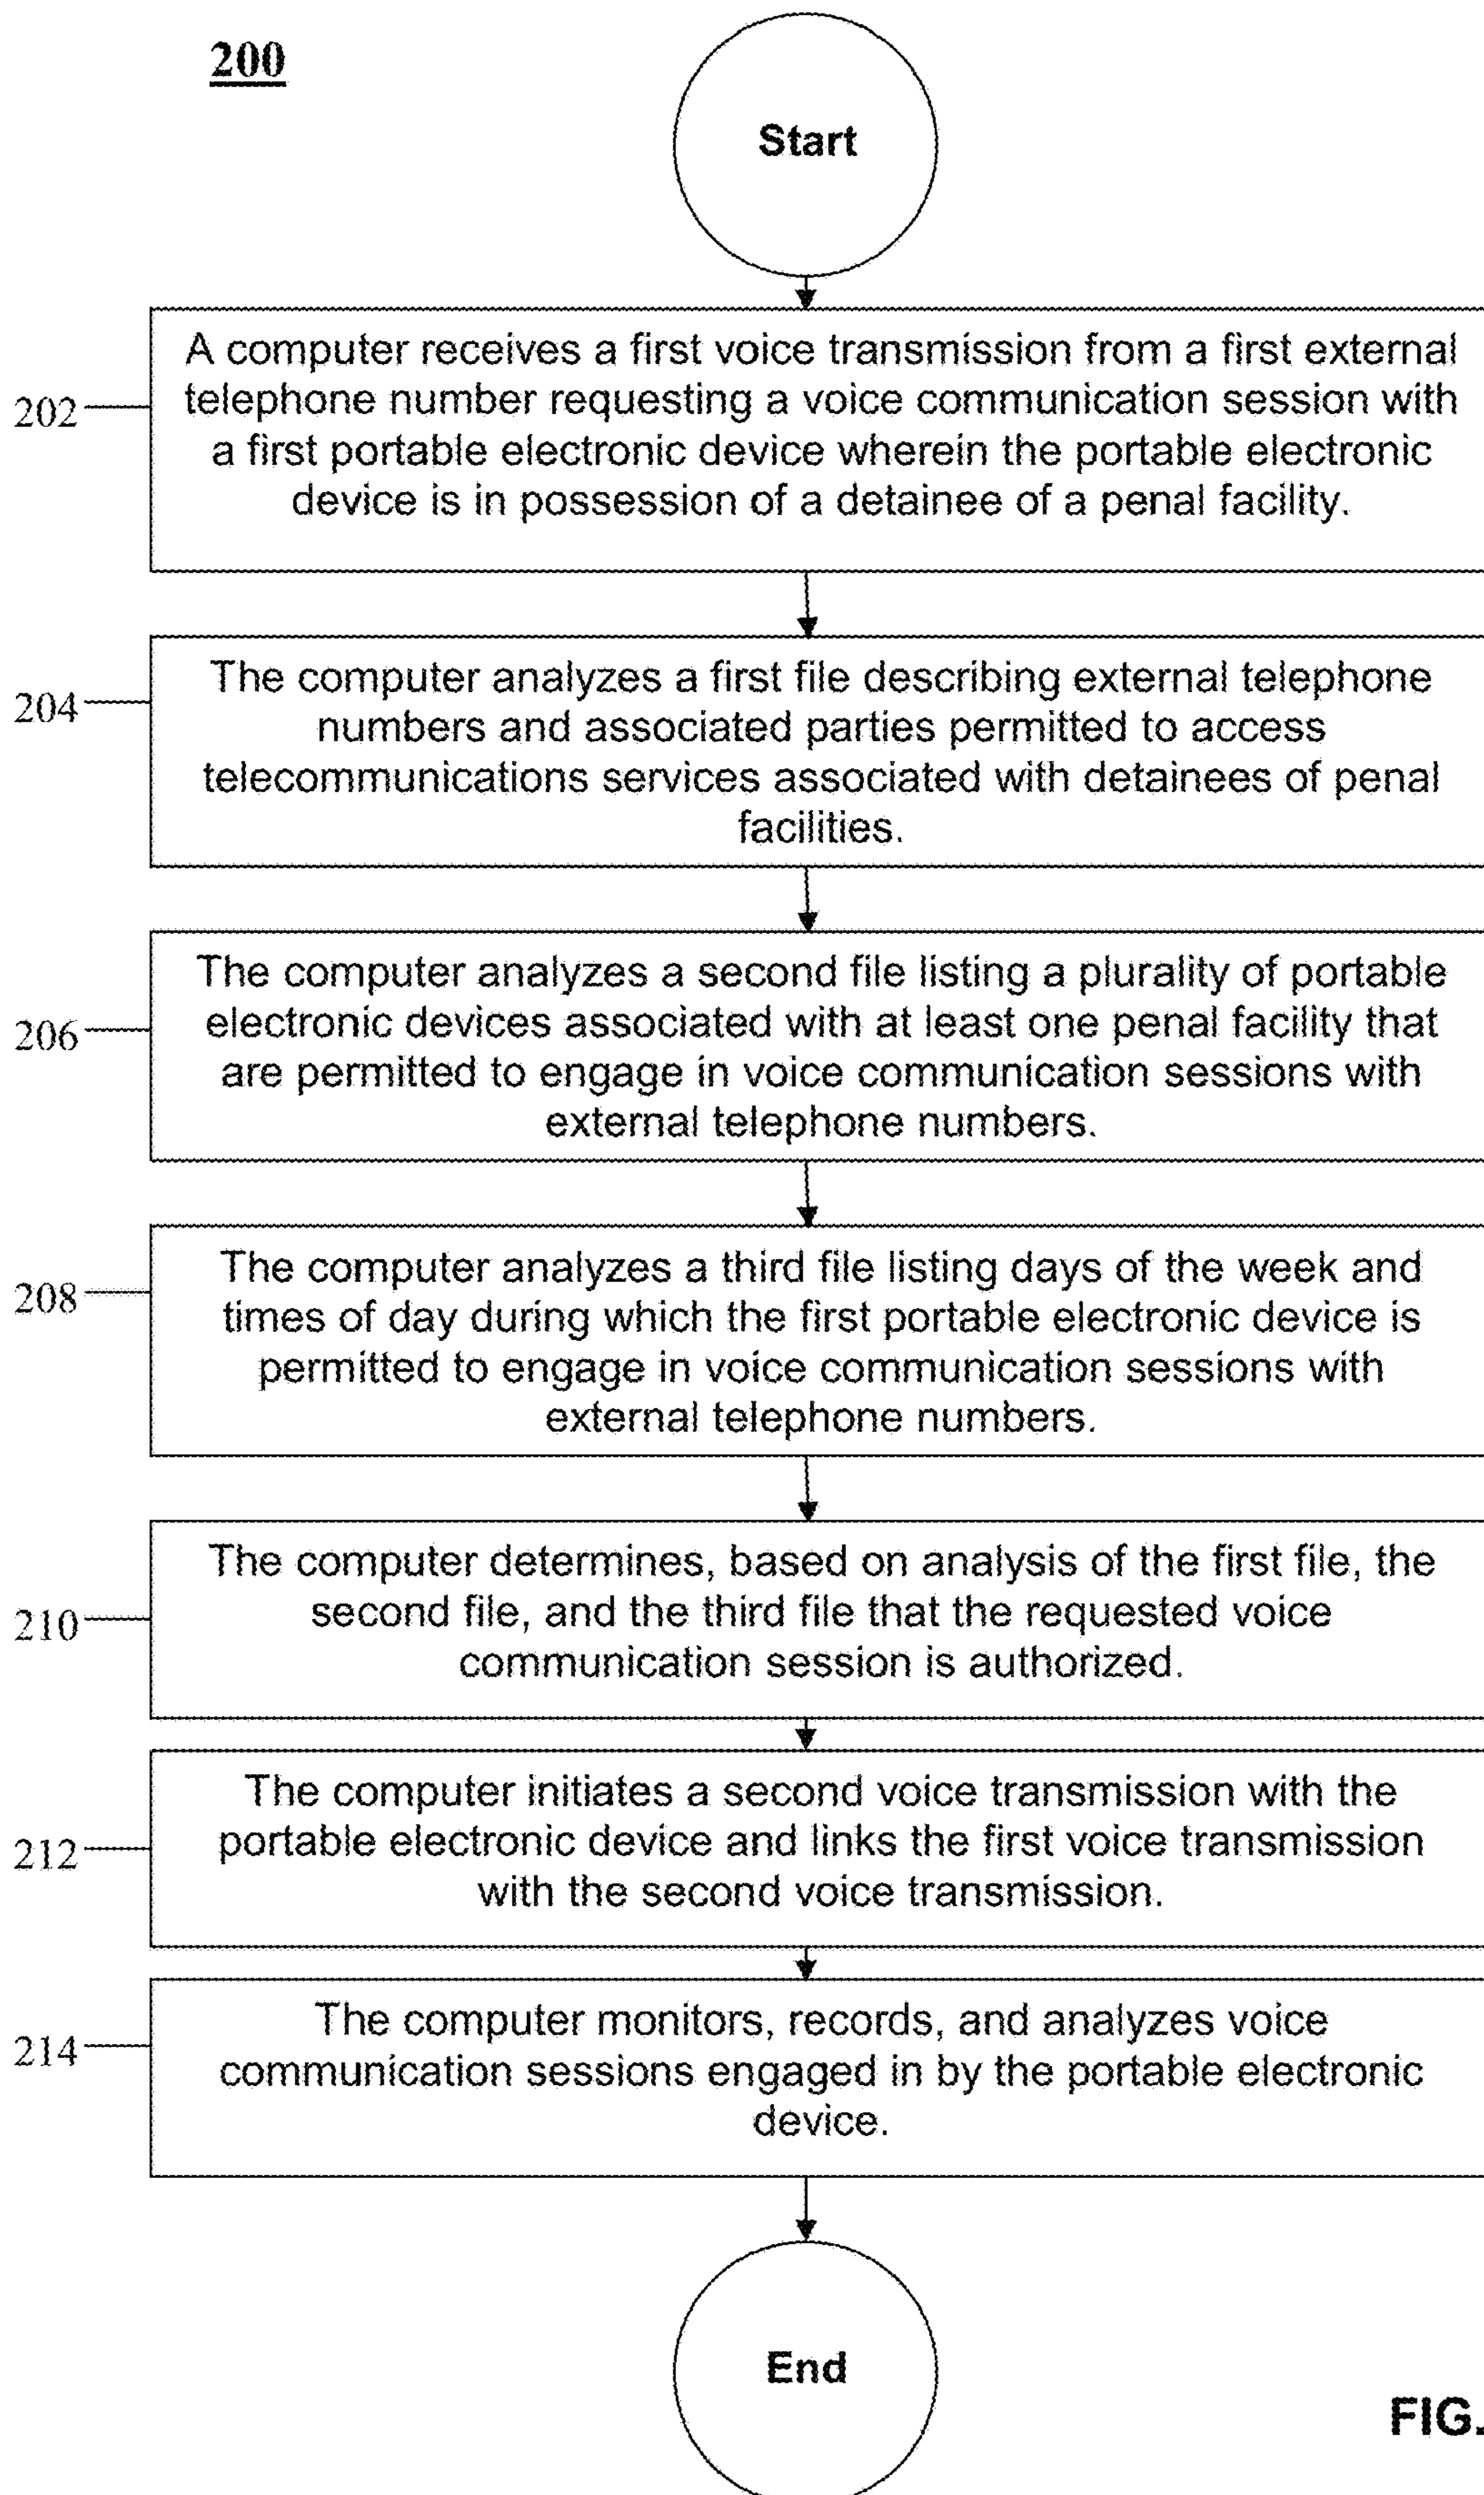 200
Start
202
A computer receives a first voice transmission from a first external
telephone number requesting a voice communication session with
a first portable electronic device wherein the portable electronic
device is in possession of a detainee of a penal facility.
204
The computer analyzes a first file describing external telephone
numbers and associated parties permitted to access
telecommunications services associated with detainees of penal
facilities.
206
The computer analyzes a second file listing a plurality of portable
electronic devices associated with at least one penal facility that
are permitted to engage in voice communication sessions with
external telephone numbers.
208
The computer analyzes a third file listing days of the week and
times of day during which the first portable electronic device is
permitted to engage in voice communication sessions with
external telephone numbers.
210
The computer determines, based on analysis of the first file, the
second file, and the third file that the requested voice
communication session is authorized.
212
The computer initiates a second voice transmission with the
portable electronic device and links the first voice transmission
with the second voice transmission.
214
The computer monitors, records, and analyzes voice
communication sessions engaged in by the portable electronic
device.
End
FIG.